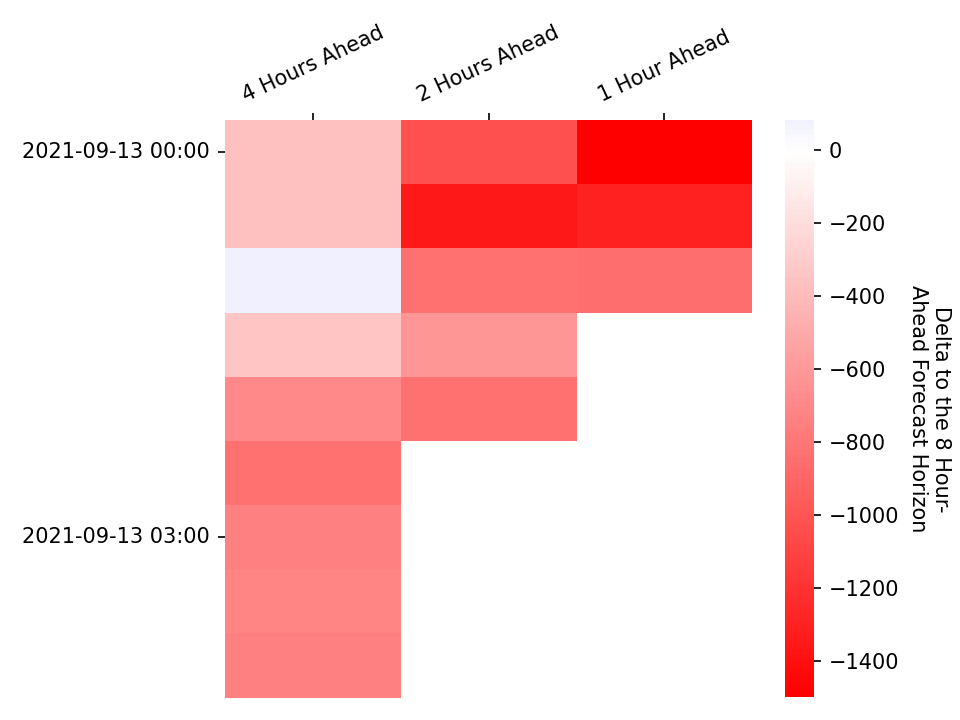 4 Hours Ahead
2 Hours Ahead
1 Hour Ahead
2021-09-13 00:00
2021-09-13 03:00
0
−200
−400
−600
−800
−1000
−1200
−1400
Delta to the 8 Hour-
Ahead Forecast Horizon